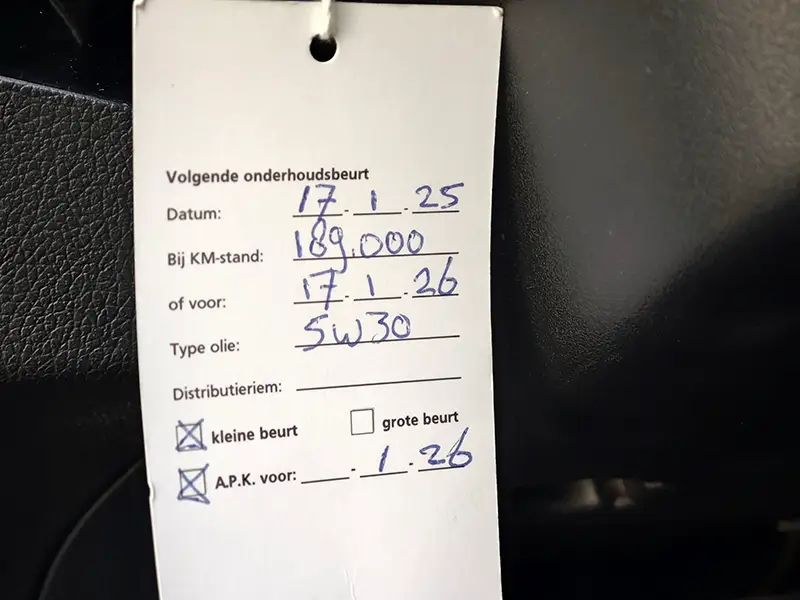 Volgende onderhoudsbeurt
Datum: 17.1.25
Bij KM-stand: 189.000
of voor: 17.1.26
Type olie: 5W30
Distributieriem:
kleine beurt grote beurt
A.P.K. voor: -1.26